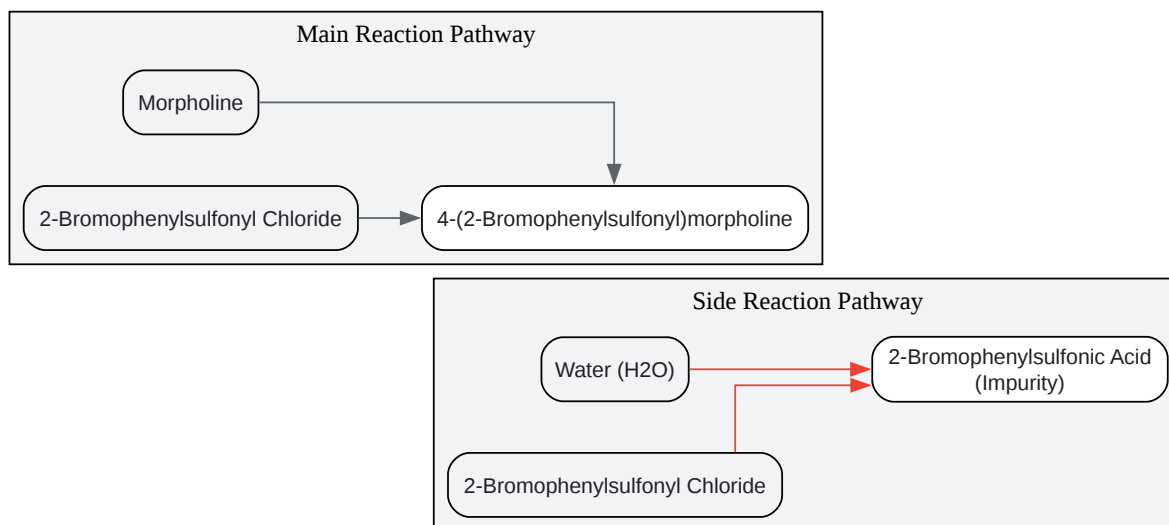 Main Reaction Pathway
Morpholine
2-Bromophenylsulfonyl Chloride
4-(2-Bromophenylsulfonyl)morpholine
Side Reaction Pathway
Water (H2O)
2-Bromophenylsulfonic Acid
(Impurity)
2-Bromophenylsulfonyl Chloride